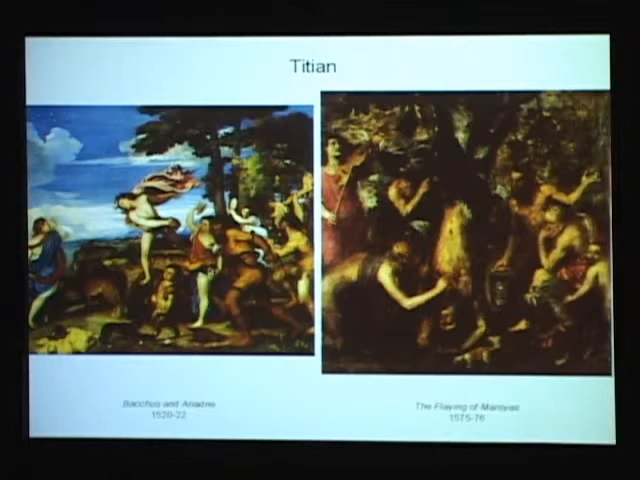 Titian
Bacchus and Ariadne
1520-22
The Flaying of Marsyas
1575-76